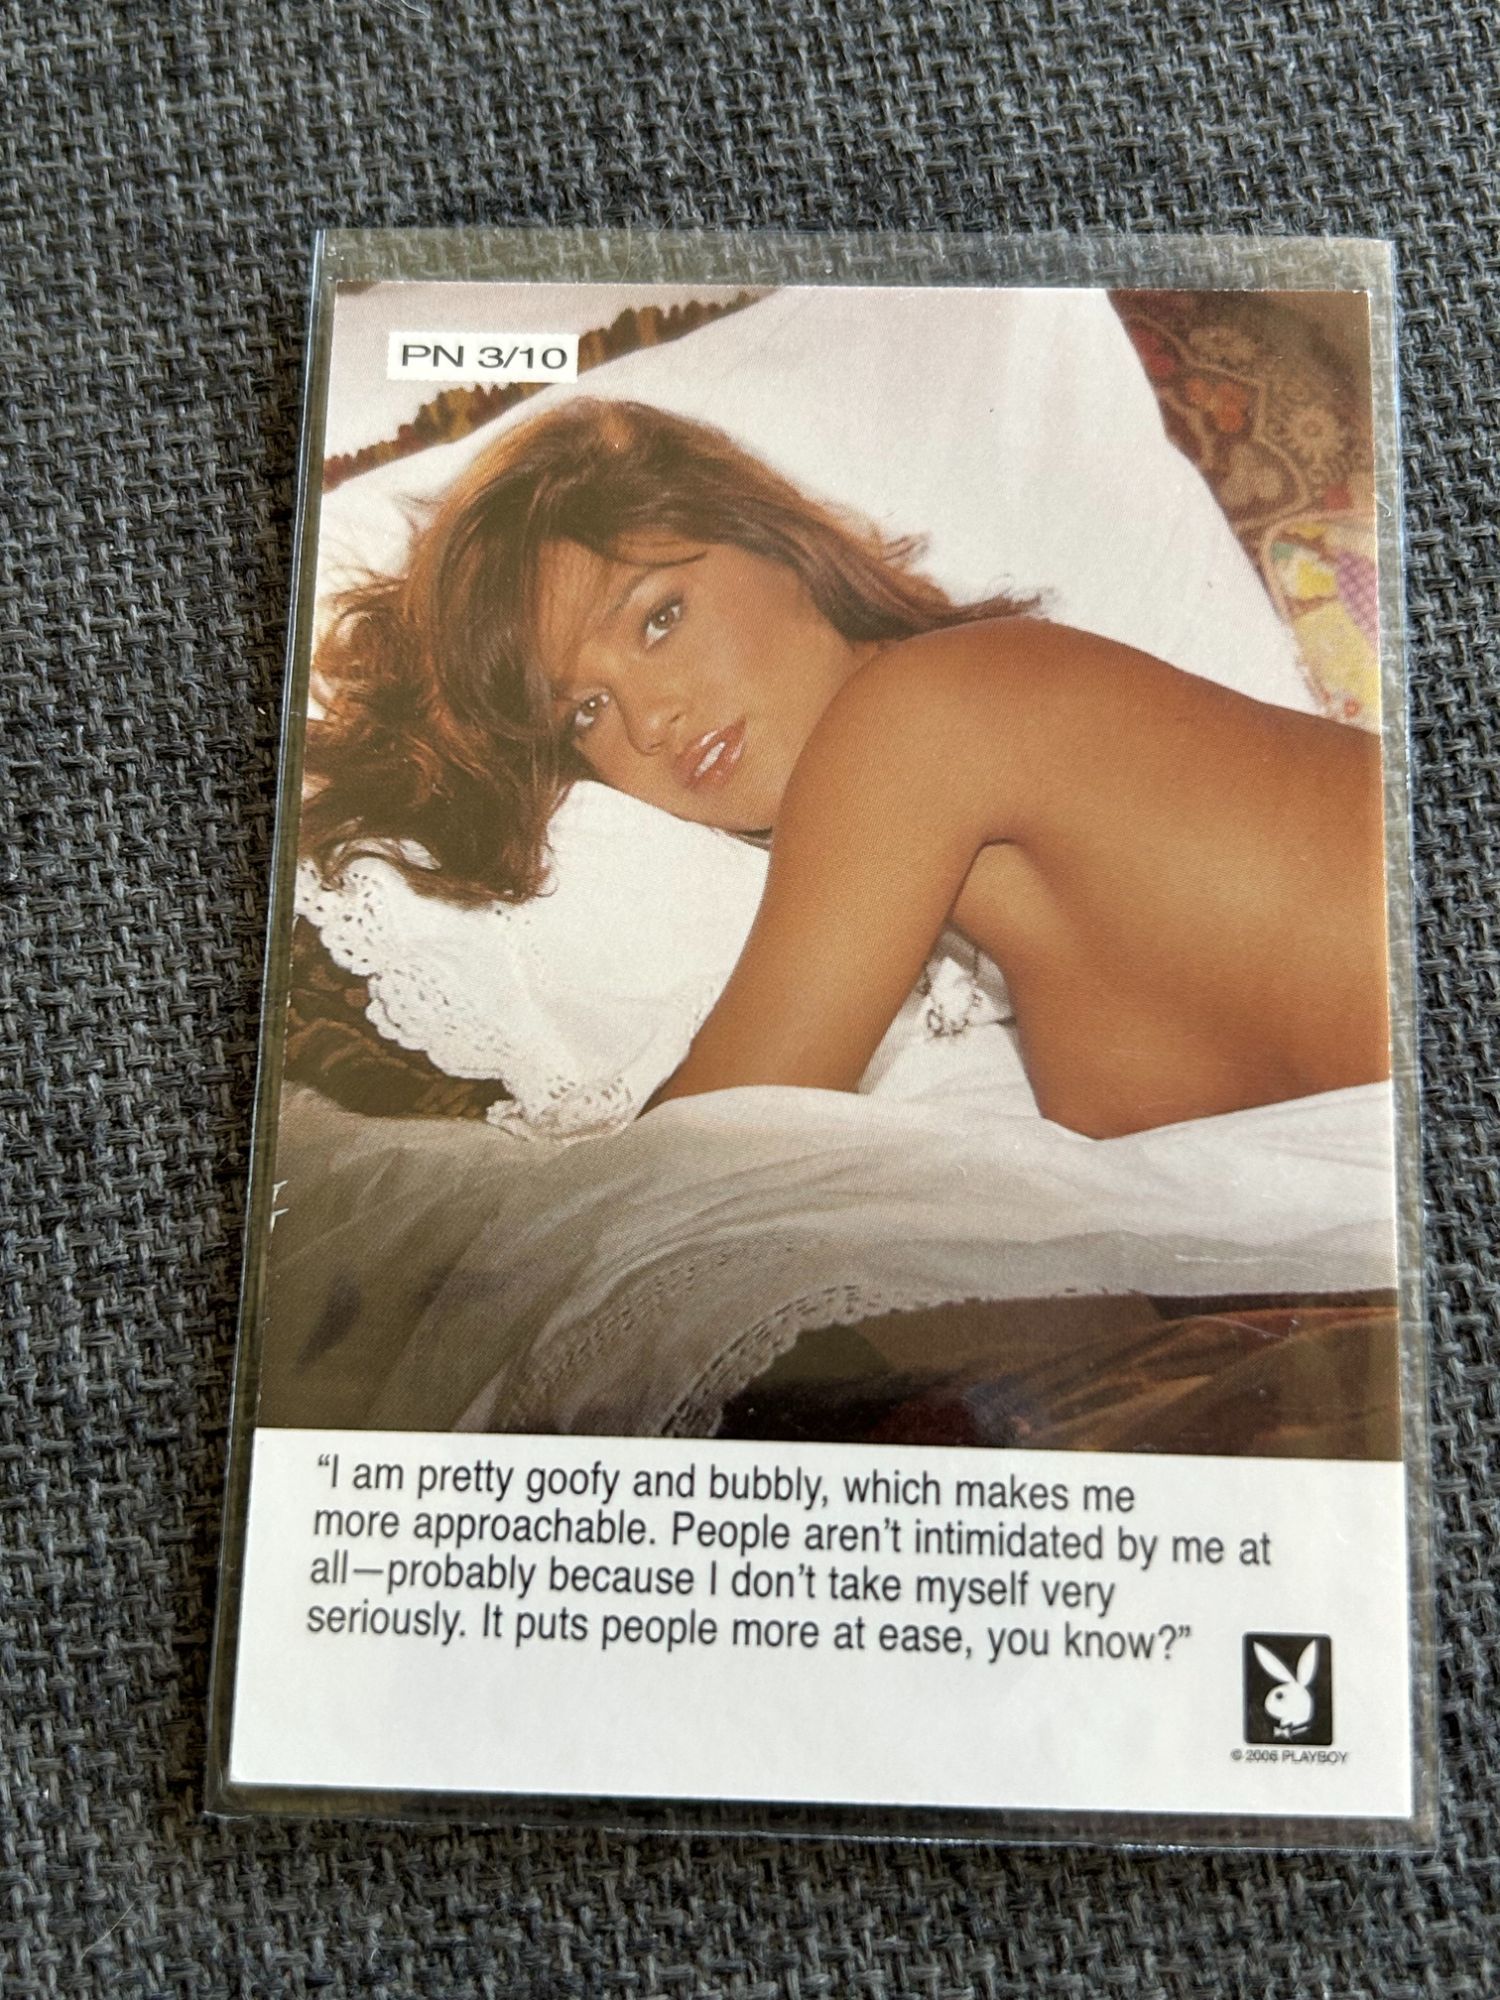 PN 3/10
“I am pretty goofy and bubbly, which makes me
more approachable. People aren’t intimidated by me at
all—probably because I don’t take myself very
seriously. It puts people more at ease, you know?”
© 2006 PLAYBOY